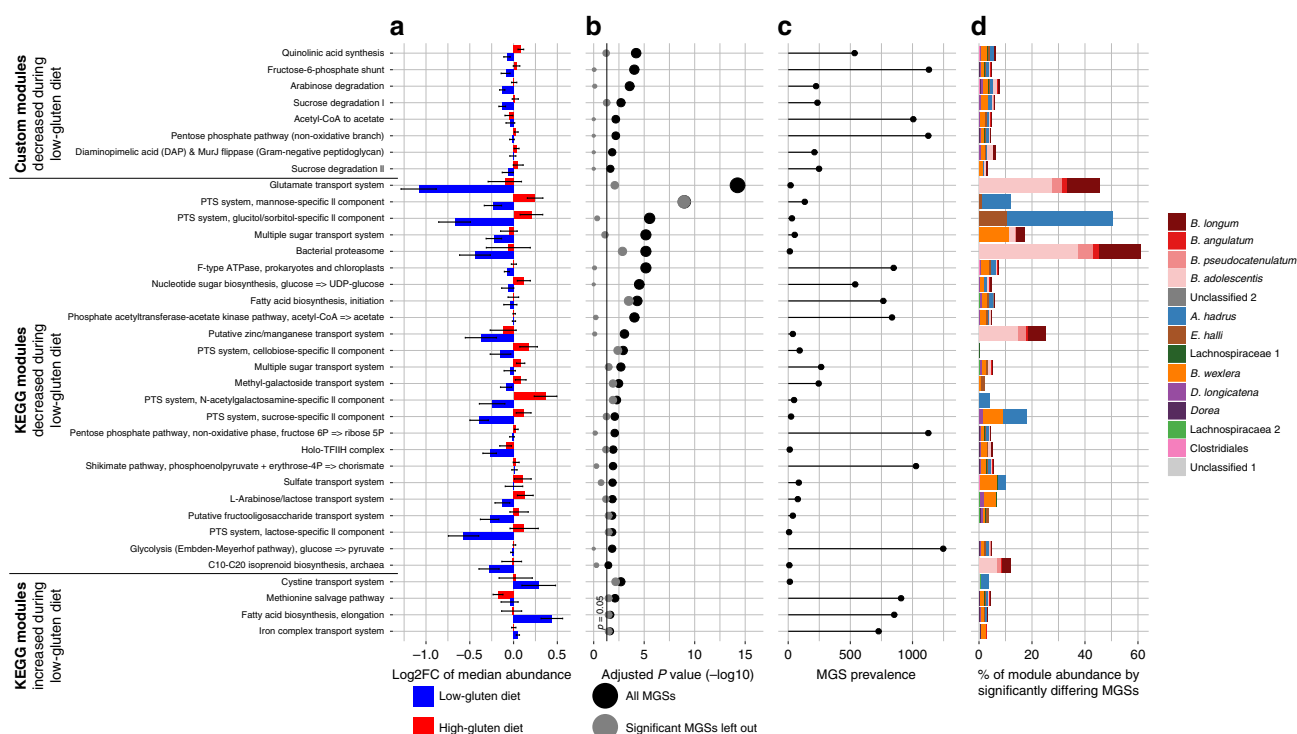 a
b
c
d
Custom modules
decreased during
low-gluten diet
Quinolinic acid synthesis
Fructose-6-phosphate shunt
Arabinose degradation
Sucrose degradation I
Acetyl-CoA to acetate
Pentose phosphate pathway (non-oxidative branch)
Diaminopimelic acid (DAP) & MurJ flippase (Gram-negative peptidoglycan)
Sucrose degradation II
KEGG modules
decreased during
low-gluten diet
Glutamate transport system
PTS system, mannose-specific II component
PTS system, glucitol/sorbitol-specific II component
Multiple sugar transport system
Bacterial proteasome
F-type ATPase, prokaryotes and chloroplasts
Nucleotide sugar biosynthesis, glucose => UDP-glucose
Fatty acid biosynthesis, initiation
Phosphate acetyltransferase-acetate kinase pathway, acetyl-CoA => acetate
Putative zinc/manganese transport system
PTS system, cellobiose-specific II component
Multiple sugar transport system
Methyl-galactoside transport system
PTS system, N-acetylgalactosamine-specific II component
PTS system, sucrose-specific II component
Pentose phosphate pathway, non-oxidative phase, fructose 6P => ribose 5P
Holo-TFIIH complex
Shikimate pathway, phosphoenolpyruvate + erythrose-4P => chorismate
Sulfate transport system
L-Arabinose/lactose transport system
Putative fructooligosaccharide transport system
PTS system, lactose-specific II component
Glycolysis (Embden-Meyerhof pathway), glucose => pyruvate
C10-C20 isoprenoid biosynthesis, archaea
KEGG modules
increased during
low-gluten diet
Cystine transport system
Methionine salvage pathway
Fatty acid biosynthesis, elongation
Iron complex transport system
−1.0 −0.5 0.0 0.5
Log2FC of median abundance
Low-gluten diet
High-gluten diet
p = 0.05
0 5 10 15
Adjusted P value (−log10)
All MGSs
Significant MGSs left out
0 500 1000
MGS prevalence
0 20 40 60
% of module abundance by
significantly differing MGSs
B. longum
B. angulatum
B. pseudocatenulatum
B. adolescentis
Unclassified 2
A. hadrus
E. halli
Lachnospiraceae 1
B. wexlera
D. longicatena
Dorea
Lachnospiracaea 2
Clostridiales
Unclassified 1